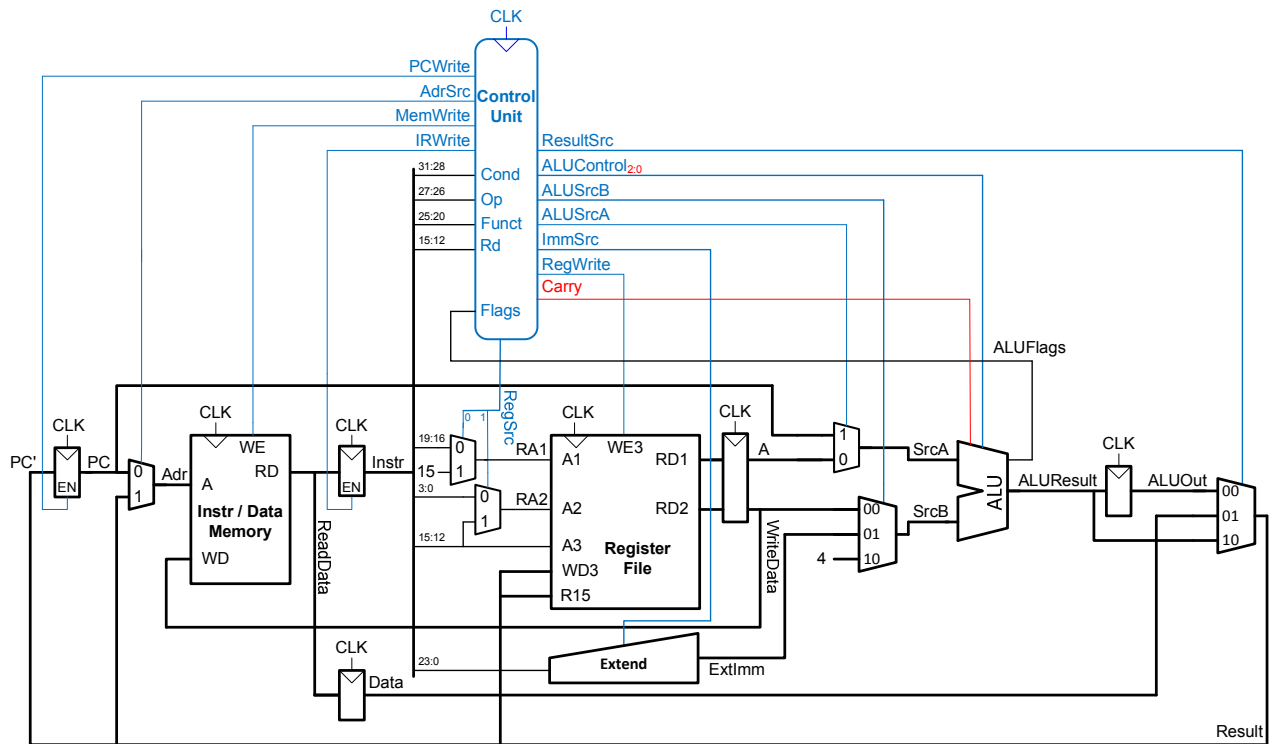 CLK
PCWrite
AdrSrc
MemWrite
IRWrite
Control
Unit
ResultSrc
ALUControl2:0
ALUSrcB
ALUSrcA
ImmSrc
RegWrite
Carry
31:28
Cond
27:26
Op
25:20
Funct
15:12
Rd
Flags
ALUFlags
RegSrc
0 1
CLK
PC'
EN
PC
0
1
Adr
CLK
WE
A
RD
Instr / Data
Memory
WD
ReadData
CLK
EN
Instr
19:16
15
0
1
RA1
3:0
0
1
RA2
15:12
CLK
WE3
A1
RD1
A2
RD2
A3
Register
File
WD3
R15
CLK
A
WriteData
1
0
SrcA
00
01
4
10
SrcB
ALU
ALUResult
CLK
ALUOut
00
01
10
23:0
Extend
ExtImm
CLK
Data
Result